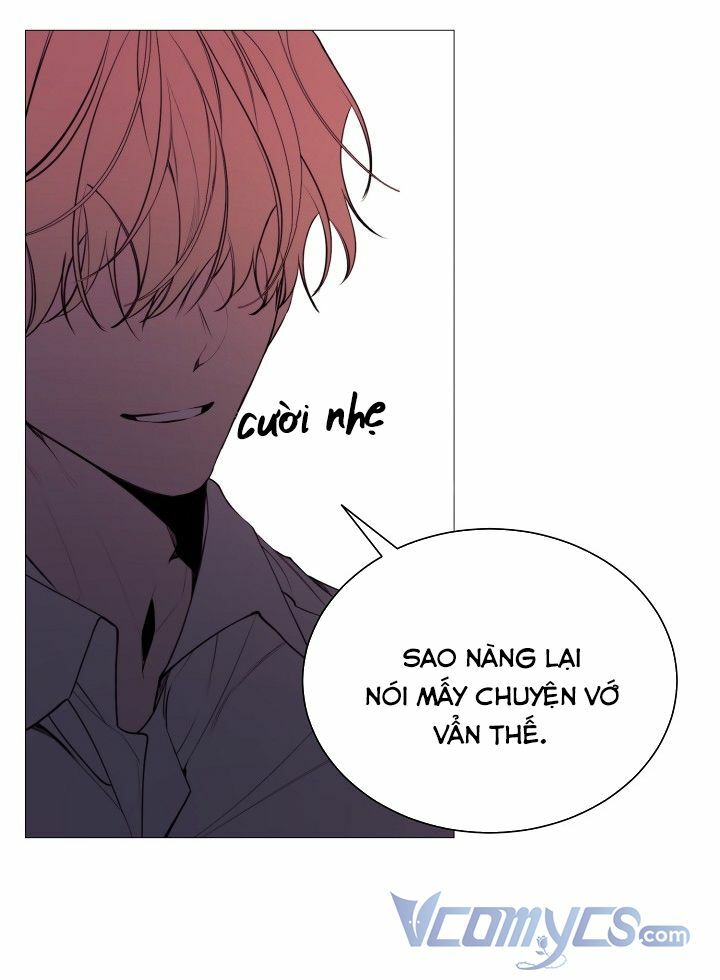 cười nhẹ
SAO NÀNG LẠI
NÓI MẤY CHUYỆN VỚ
VẨN THẾ.
VCOMYCS.com